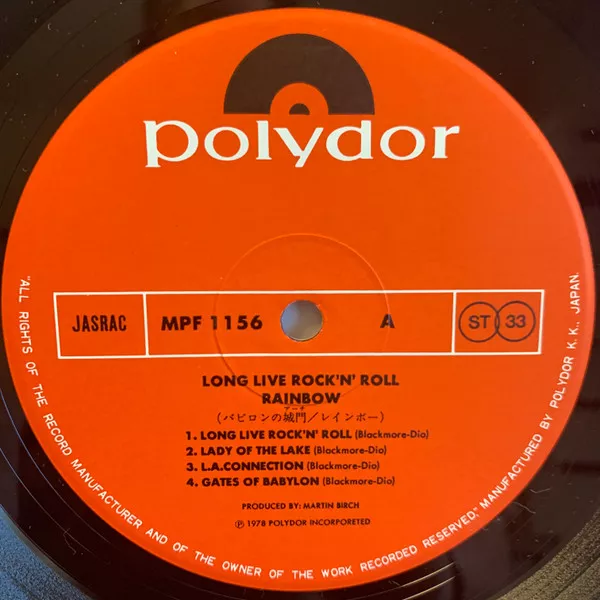 polydor
JASRAC
MPF 1156
A
ST 33
LONG LIVE ROCK'N' ROLL
RAINBOW
アーチ
(バビロンの城門/レインボー)
1. LONG LIVE ROCK'N' ROLL (Blackmore-Dio)
2. LADY OF THE LAKE (Blackmore-Dio)
3. L.A.CONNECTION (Blackmore-Dio)
4. GATES OF BABYLON (Blackmore-Dio)
PRODUCED BY: MARTIN BIRCH
Ⓟ 1978 POLYDOR INCORPORETED
"ALL RIGHTS OF THE RECORD MANUFACTURER AND OF THE OWNER OF THE WORK RECORDED RESERVED." MANUFACTURED BY POLYDOR K.K., JAPAN.